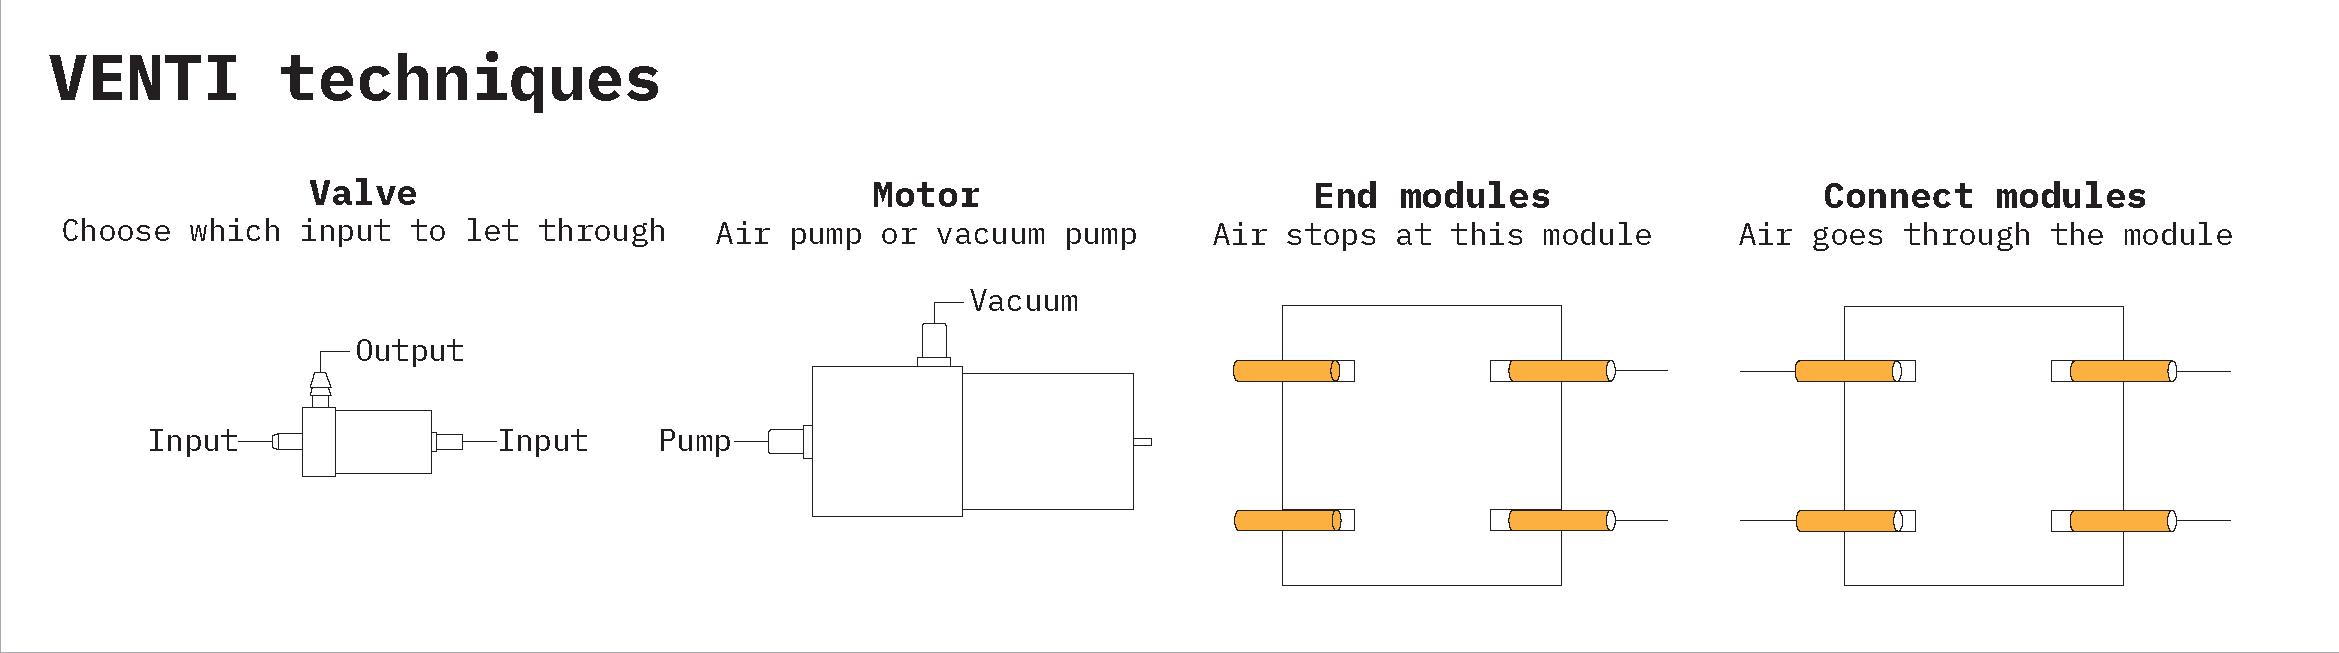 VENTI techniques
Valve
Choose which input to let through
Output
Input
Input
Motor
Air pump or vacuum pump
Vacuum
Pump
End modules
Air stops at this module
Connect modules
Air goes through the module